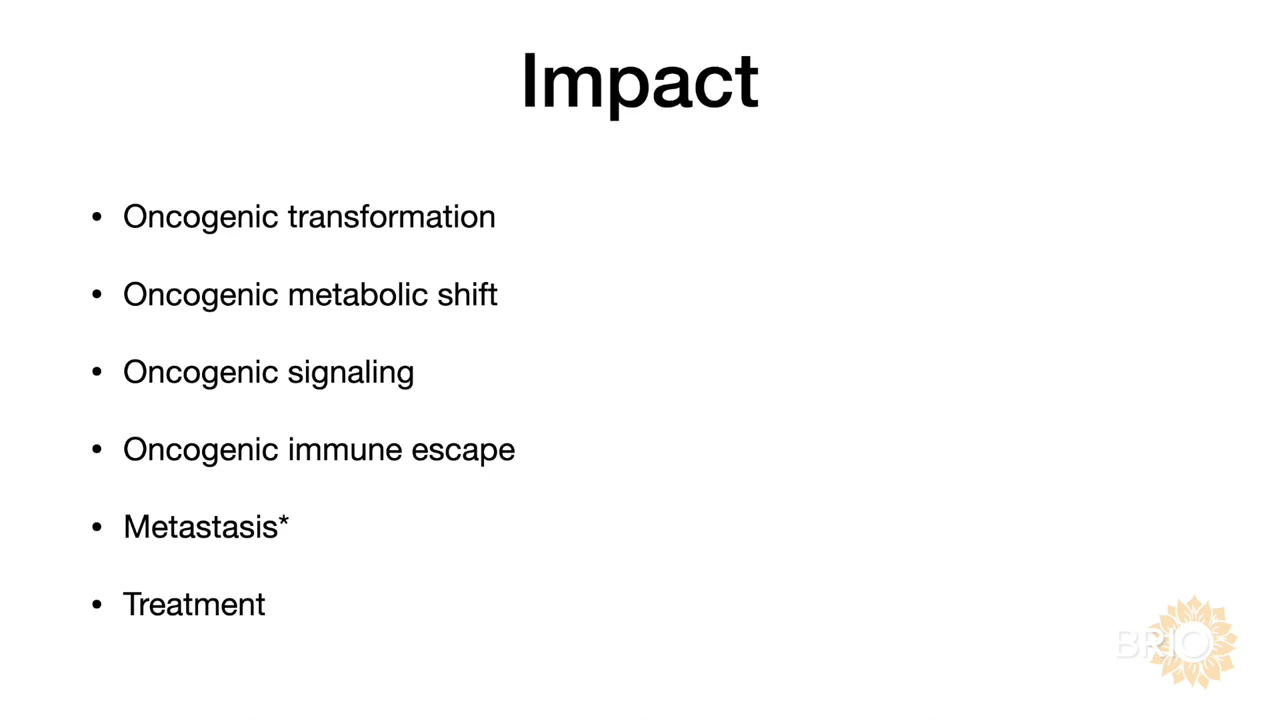 Impact
• Oncogenic transformation
• Oncogenic metabolic shift
• Oncogenic signaling
• Oncogenic immune escape
• Metastasis*
• Treatment
BRIO